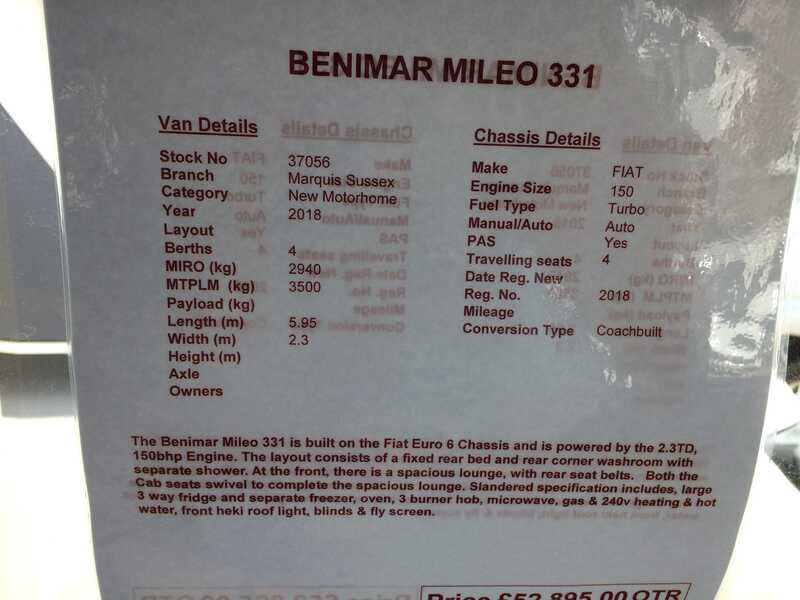 BENIMAR MILEO 331
Van Details
Stock No 37056
Branch Marquis Sussex
Category New Motorhome
Year 2018
Layout
Berths 4
MIRO (kg) 2940
MTPLM (kg) 3500
Payload (kg)
Length (m) 5.95
Width (m) 2.3
Height (m)
Axle
Owners
Chassis Details
Make FIAT
Engine Size 150
Fuel Type Turbo
Manual/Auto Auto
PAS Yes
Travelling seats 4
Date Reg. New
Reg. No. 2018
Mileage
Conversion Type Coachbuilt
The Benimar Mileo 331 is built on the Fiat Euro 6 Chassis and is powered by the 2.3TD,
150bhp Engine. The layout consists of a fixed rear bed and rear corner washroom with
separate shower. At the front, there is a spacious lounge, with rear seat belts. Both the
Cab seats swivel to complete the spacious lounge. Slandered specification includes, large
3 way fridge and separate freezer, oven, 3 burner hob, microwave, gas & 240v heating & hot
water, front heki roof light, blinds & fly screen.
Price £52,895.00 OTR